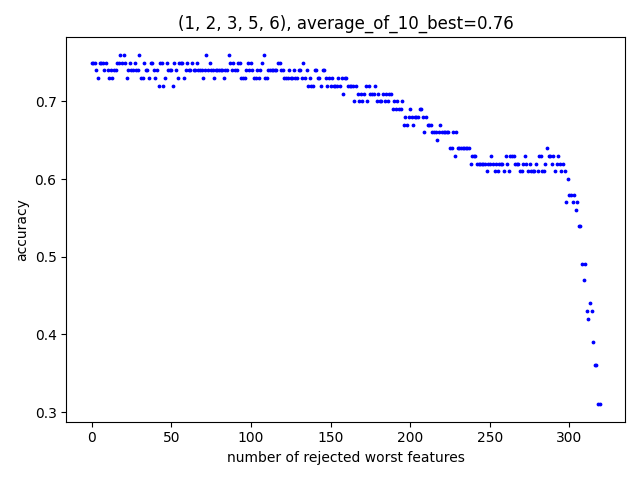 (1, 2, 3, 5, 6), average_of_10_best=0.76
accuracy
0.7
0.6
0.5
0.4
0.3
0 50 100 150 200 250 300
number of rejected worst features